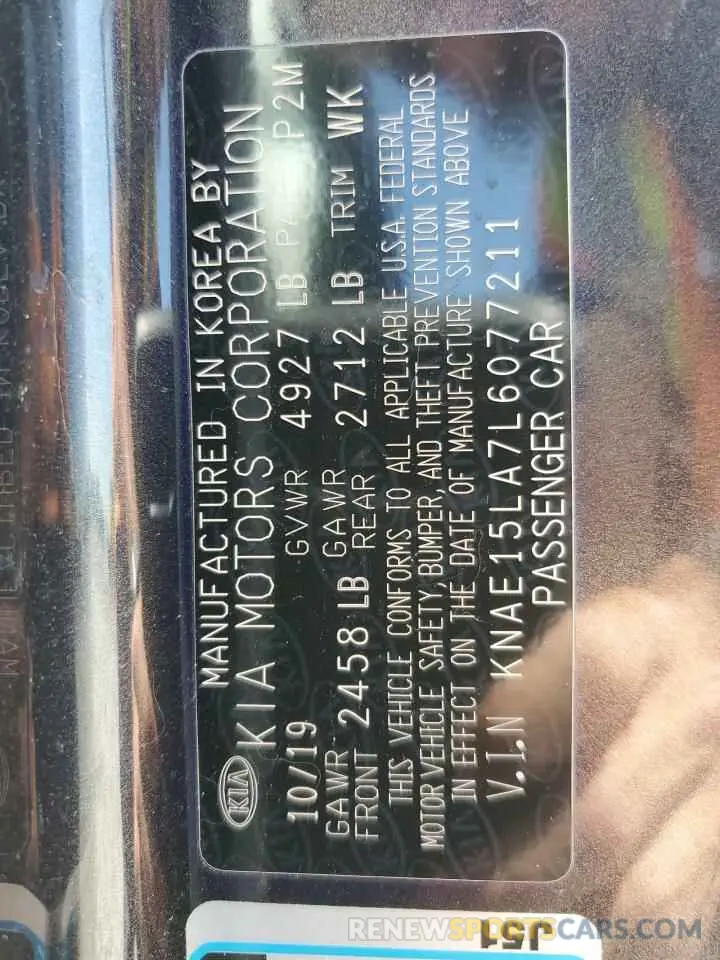 MANUFACTURED IN KOREA BY
KIA KIA MOTORS CORPORATION
10/19 GVWR 4927 LB P2M
GAWR FRONT 2458 LB GAWR REAR 2712 LB TRIM WK
THIS VEHICLE CONFORMS TO ALL APPLICABLE U.S.A. FEDERAL
MOTOR VEHICLE SAFETY, BUMPER, AND THEFT PREVENTION STANDARDS
IN EFFECT ON THE DATE OF MANUFACTURE SHOWN ABOVE
V.I.N KNAE15LA7L6077211
PASSENGER CAR
J51
RENEWSPORTSCARS.COM